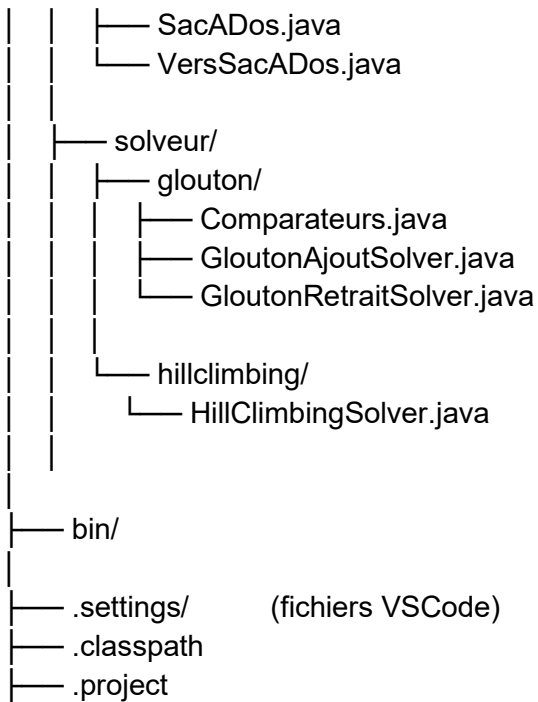 SacADos.java
VersSacADos.java
solveur/
glouton/
Comparateurs.java
GloutonAjoutSolver.java
GloutonRetraitSolver.java
hillclimbing/
HillClimbingSolver.java
bin/
.settings/ (fichiers VSCode)
.classpath
.project